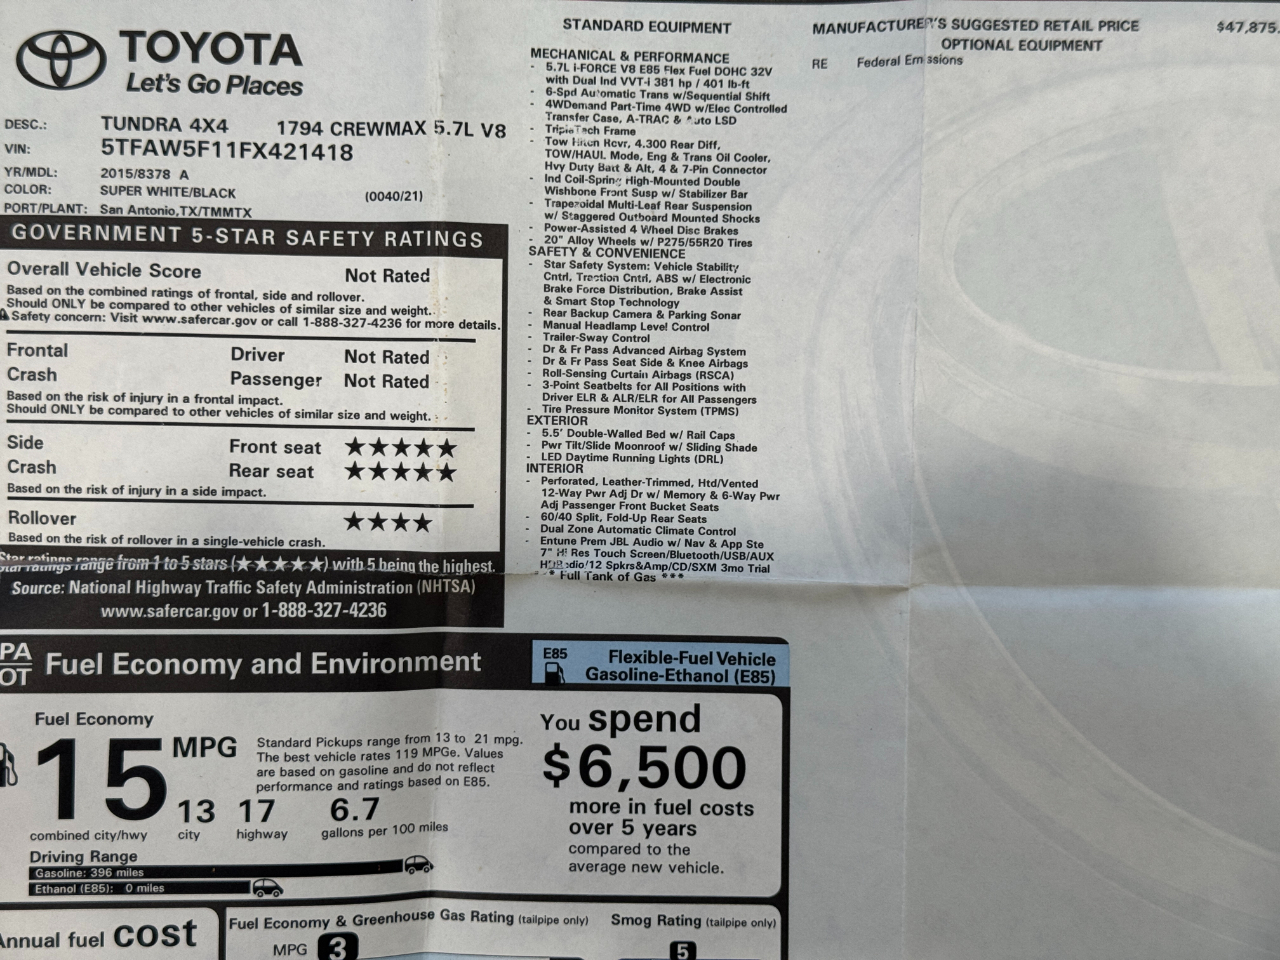 TOYOTA
Let's Go Places
DESC.: TUNDRA 4X4 1794 CREWMAX 5.7L V8
VIN: 5TFAW5F11FX421418
YR/MDL: 2015/8378 A
COLOR: SUPER WHITE/BLACK (0040/21)
PORT/PLANT: San Antonio,TX/TMMTX
GOVERNMENT 5-STAR SAFETY RATINGS
Overall Vehicle Score Not Rated
Based on the combined ratings of frontal, side and rollover.
Should ONLY be compared to other vehicles of similar size and weight.
Safety concern: Visit www.safercar.gov or call 1-888-327-4236 for more details.
Frontal Driver Not Rated
Crash Passenger Not Rated
Based on the risk of injury in a frontal impact.
Should ONLY be compared to other vehicles of similar size and weight.
Side Front seat ★★★★★
Crash Rear seat ★★★★★
Based on the risk of injury in a side impact.
Rollover ★★★★
Based on the risk of rollover in a single-vehicle crash.
Star ratings range from 1 to 5 stars (★★★★★) with 5 being the highest.
Source: National Highway Traffic Safety Administration (NHTSA)
www.safercar.gov or 1-888-327-4236
STANDARD EQUIPMENT
MECHANICAL & PERFORMANCE
- 5.7L i-FORCE V8 E85 Flex Fuel DOHC 32V
with Dual Ind VVT-i 381 hp / 401 lb-ft
- 6-Spd Automatic Trans w/Sequential Shift
- 4WDemand Part-Time 4WD w/Elec Controlled
Transfer Case, A-TRAC & Auto LSD
- TripleTech Frame
- Tow Hitch Rcvr, 4.300 Rear Diff,
TOW/HAUL Mode, Eng & Trans Oil Cooler,
Hvy Duty Batt & Alt, 4 & 7-Pin Connector
- Ind Coil-Spring High-Mounted Double
Wishbone Front Susp w/ Stabilizer Bar
- Trapezoidal Multi-Leaf Rear Suspension
w/ Staggered Outboard Mounted Shocks
- Power-Assisted 4 Wheel Disc Brakes
- 20" Alloy Wheels w/ P275/55R20 Tires
SAFETY & CONVENIENCE
- Star Safety System: Vehicle Stability
Cntrl, Traction Cntrl, ABS w/ Electronic
Brake Force Distribution, Brake Assist
& Smart Stop Technology
- Rear Backup Camera & Parking Sonar
- Manual Headlamp Level Control
- Trailer-Sway Control
- Dr & Fr Pass Advanced Airbag System
- Dr & Fr Pass Seat Side & Knee Airbags
- Roll-Sensing Curtain Airbags (RSCA)
- 3-Point Seatbelts for All Positions with
Driver ELR & ALR/ELR for All Passengers
- Tire Pressure Monitor System (TPMS)
EXTERIOR
- 5.5' Double-Walled Bed w/ Rail Caps
- Pwr Tilt/Slide Moonroof w/ Sliding Shade
- LED Daytime Running Lights (DRL)
INTERIOR
- Perforated, Leather-Trimmed, Htd/Vented
12-Way Pwr Adj Dr w/ Memory & 6-Way Pwr
Adj Passenger Front Bucket Seats
- 60/40 Split, Fold-Up Rear Seats
- Dual Zone Automatic Climate Control
- Entune Prem JBL Audio w/ Nav & App Ste
7" Hi Res Touch Screen/Bluetooth/USB/AUX
HD Radio/12 Spkrs&Amp/CD/SXM 3mo Trial
*** Full Tank of Gas ***
MANUFACTURER'S SUGGESTED RETAIL PRICE $47,875.
OPTIONAL EQUIPMENT
RE Federal Emissions
PA
OT
Fuel Economy and Environment
E85
Flexible-Fuel Vehicle
Gasoline-Ethanol (E85)
Fuel Economy
15 MPG
combined city/hwy
13 city
17 highway
6.7 gallons per 100 miles
Standard Pickups range from 13 to 21 mpg.
The best vehicle rates 119 MPGe. Values
are based on gasoline and do not reflect
performance and ratings based on E85.
Driving Range
Gasoline: 396 miles
Ethanol (E85): 0 miles
You spend
$6,500
more in fuel costs
over 5 years
compared to the
average new vehicle.
Annual fuel cost
Fuel Economy & Greenhouse Gas Rating (tailpipe only)
MPG 3
Smog Rating (tailpipe only)
5